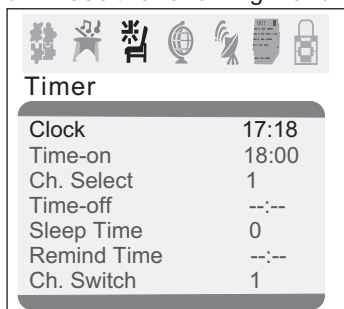 Timer
Clock 17:18
Time-on 18:00
Ch. Select 1
Time-off --:--
Sleep Time 0
Remind Time --:--
Ch. Switch 1